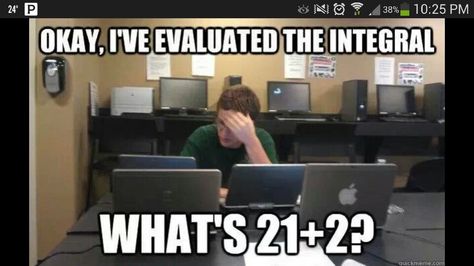 24° P 38% 10:25 PM
OKAY, I'VE EVALUATED THE INTEGRAL
WHAT'S 21+2?
quickmeme.com